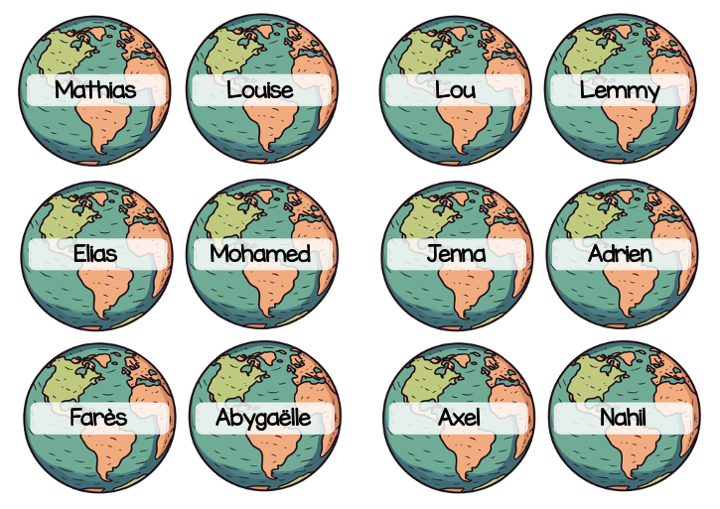 Mathias
Louise
Lou
Lemmy
Elias
Mohamed
Jenna
Adrien
Farès
Abygaëlle
Axel
Nahil